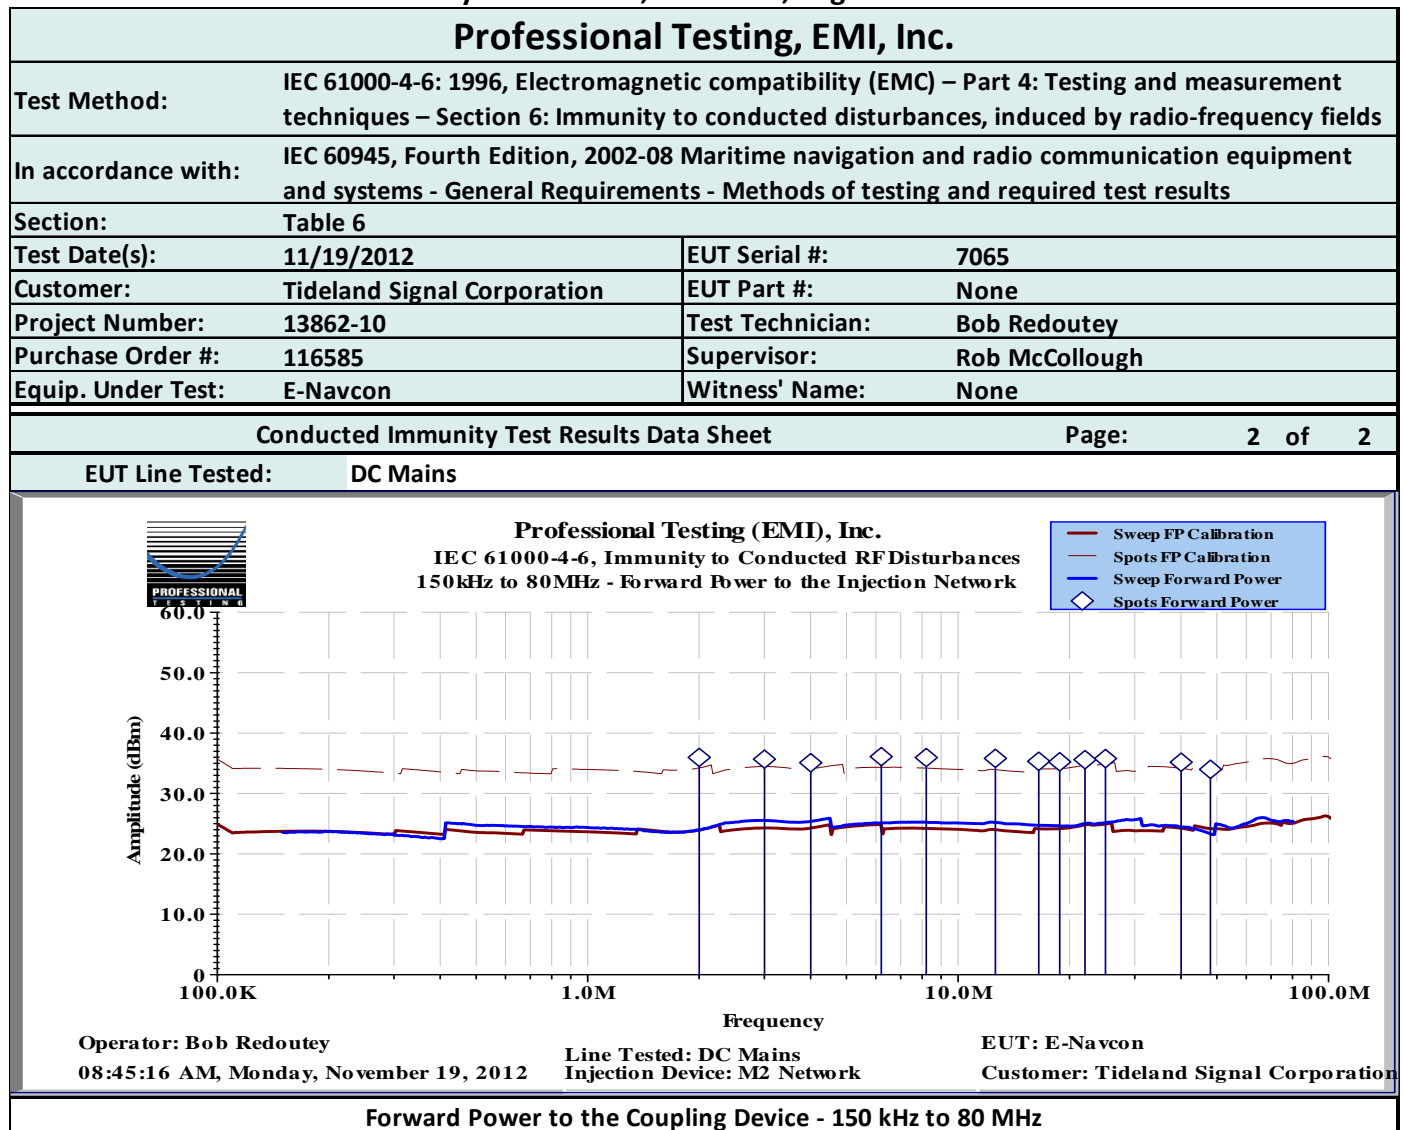 Professional Testing, EMI, Inc.
Test Method: IEC 61000-4-6: 1996, Electromagnetic compatibility (EMC) – Part 4: Testing and measurement
techniques – Section 6: Immunity to conducted disturbances, induced by radio-frequency fields
In accordance with: IEC 60945, Fourth Edition, 2002-08 Maritime navigation and radio communication equipment
and systems - General Requirements - Methods of testing and required test results
Section: Table 6
Test Date(s): 11/19/2012 EUT Serial #: 7065
Customer: Tideland Signal Corporation EUT Part #: None
Project Number: 13862-10 Test Technician: Bob Redoutey
Purchase Order #: 116585 Supervisor: Rob McCollough
Equip. Under Test: E-Navcon Witness' Name: None
Conducted Immunity Test Results Data Sheet Page: 2 of 2
EUT Line Tested: DC Mains
PROFESSIONAL
TESTING
Professional Testing (EMI), Inc.
IEC 61000-4-6, Immunity to Conducted RF Disturbances
150kHz to 80MHz - Forward Power to the Injection Network
Sweep FP Calibration
Spots FP Calibration
Sweep Forward Power
Spots Forward Power
60.0
50.0
40.0
30.0
20.0
10.0
0
Amplitude (dBm)
100.0K 1.0M 10.0M 100.0M
Frequency
Operator: Bob Redoutey
08:45:16 AM, Monday, November 19, 2012
Line Tested: DC Mains
Injection Device: M2 Network
EUT: E-Navcon
Customer: Tideland Signal Corporation
Forward Power to the Coupling Device - 150 kHz to 80 MHz